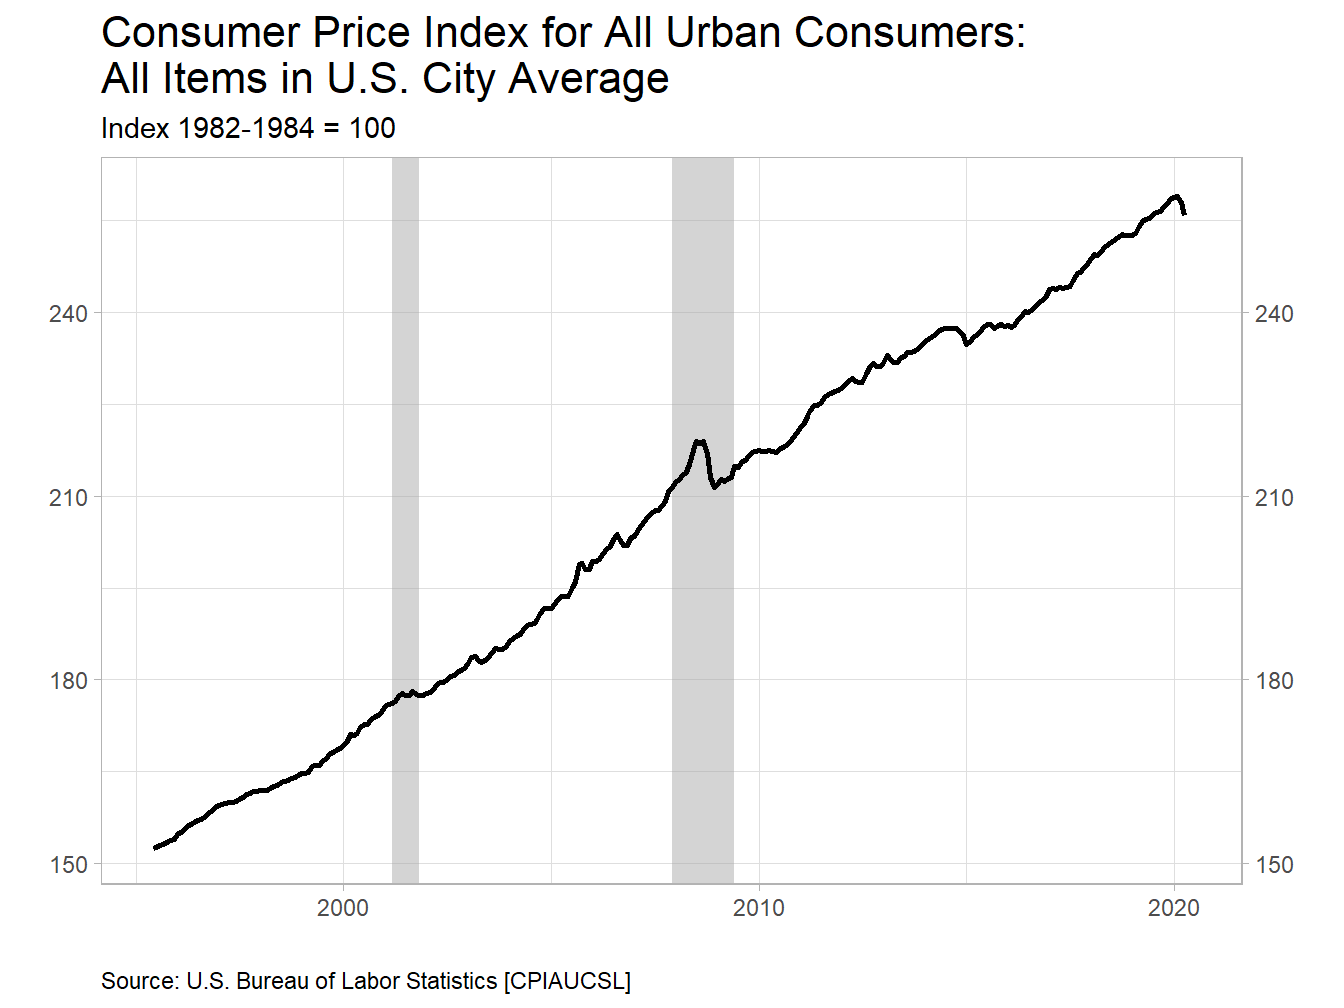 Consumer Price Index for All Urban Consumers:
All Items in U.S. City Average
Index 1982-1984 = 100
240 240
210 210
180 180
150 150
2000 2010 2020
Source: U.S. Bureau of Labor Statistics [CPIAUCSL]